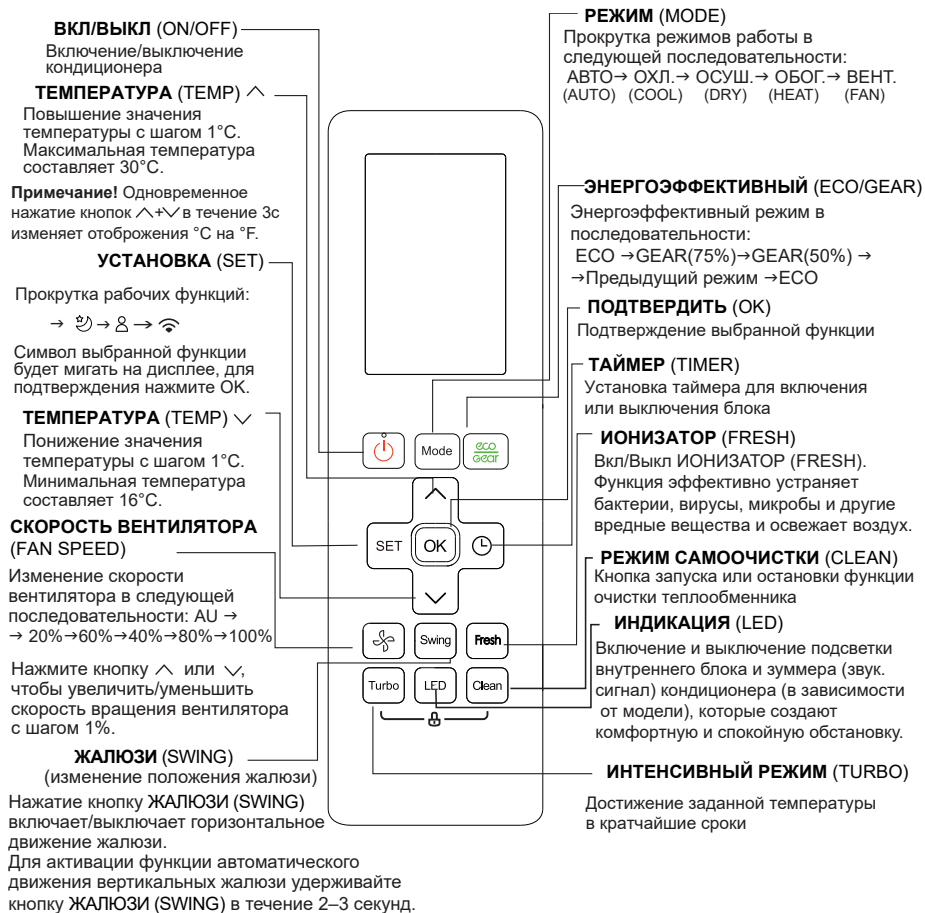 ВКЛ/ВЫКЛ (ON/OFF)
Включение/выключение
кондиционера
ТЕМПЕРАТУРА (TEMP)
Повышение значения
температуры с шагом 1°C.
Максимальная температура
составляет 30°C.
Примечание! Одновременное
нажатие кнопок + в течение 3с
изменяет отоброжения °C на °F.
УСТАНОВКА (SET)
Прокрутка рабочих функций:
→ → →
Символ выбранной функции
будет мигать на дисплее, для
подтверждения нажмите OK.
ТЕМПЕРАТУРА (TEMP)
Понижение значения
температуры с шагом 1°C.
Минимальная температура
составляет 16°C.
СКОРОСТЬ ВЕНТИЛЯТОРА
(FAN SPEED)
Изменение скорости
вентилятора в следующей
последовательности: AU →
→ 20%→60%→40%→80%→100%
Нажмите кнопку или ,
чтобы увеличить/уменьшить
скорость вращения вентилятора
с шагом 1%.
ЖАЛЮЗИ (SWING)
(изменение положения жалюзи)
Нажатие кнопку ЖАЛЮЗИ (SWING)
включает/выключает горизонтальное
движение жалюзи.
Для активации функции автоматического
движения вертикальных жалюзи удерживайте
кнопку ЖАЛЮЗИ (SWING) в течение 2–3 секунд.
Mode
eco
gear
SET
OK
Swing
Fresh
Turbo
LED
Clean
РЕЖИМ (MODE)
Прокрутка режимов работы в
следующей последовательности:
АВТО→ ОХЛ.→ ОСУШ.→ ОБОГ.→ ВЕНТ.
(AUTO) (COOL) (DRY) (HEAT) (FAN)
ЭНЕРГОЭФФЕКТИВНЫЙ (ECO/GEAR)
Энергоэффективный режим в
последовательности:
ECO →GEAR(75%)→GEAR(50%) →
→Предыдущий режим →ECO
ПОДТВЕРДИТЬ (OK)
Подтверждение выбранной функции
ТАЙМЕР (TIMER)
Установка таймера для включения
или выключения блока
ИОНИЗАТОР (FRESH)
Вкл/Выкл ИОНИЗАТОР (FRESH).
Функция эффективно устраняет
бактерии, вирусы, микробы и другие
вредные вещества и освежает воздух.
РЕЖИМ САМООЧИСТКИ (CLEAN)
Кнопка запуска или остановки функции
очистки теплообменника
ИНДИКАЦИЯ (LED)
Включение и выключение подсветки
внутреннего блока и зуммера (звук.
сигнал) кондиционера (в зависимости
от модели), которые создают
комфортную и спокойную обстановку.
ИНТЕНСИВНЫЙ РЕЖИМ (TURBO)
Достижение заданной температуры
в кратчайшие сроки